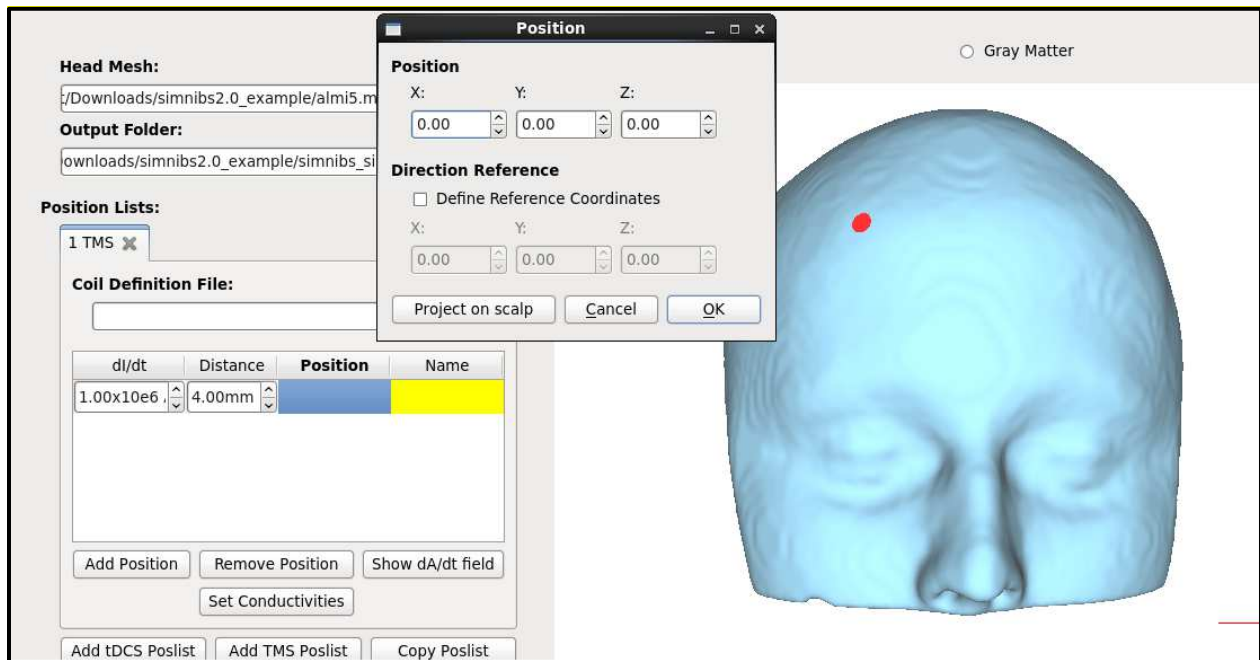 Position
Gray Matter
Head Mesh:
:/Downloads/simnibs2.0_example/almi5.m
Output Folder:
ownloads/simnibs2.0_example/simnibs_si
Position Lists:
1 TMS
Coil Definition File:
dI/dt Distance Position Name
1.00x10e6 4.00mm
Add Position Remove Position Show dA/dt field
Set Conductivities
Add tDCS Poslist Add TMS Poslist Copy Poslist
Position
X: Y: Z:
0.00 0.00 0.00
Direction Reference
Define Reference Coordinates
X: Y: Z:
0.00 0.00 0.00
Project on scalp Cancel OK